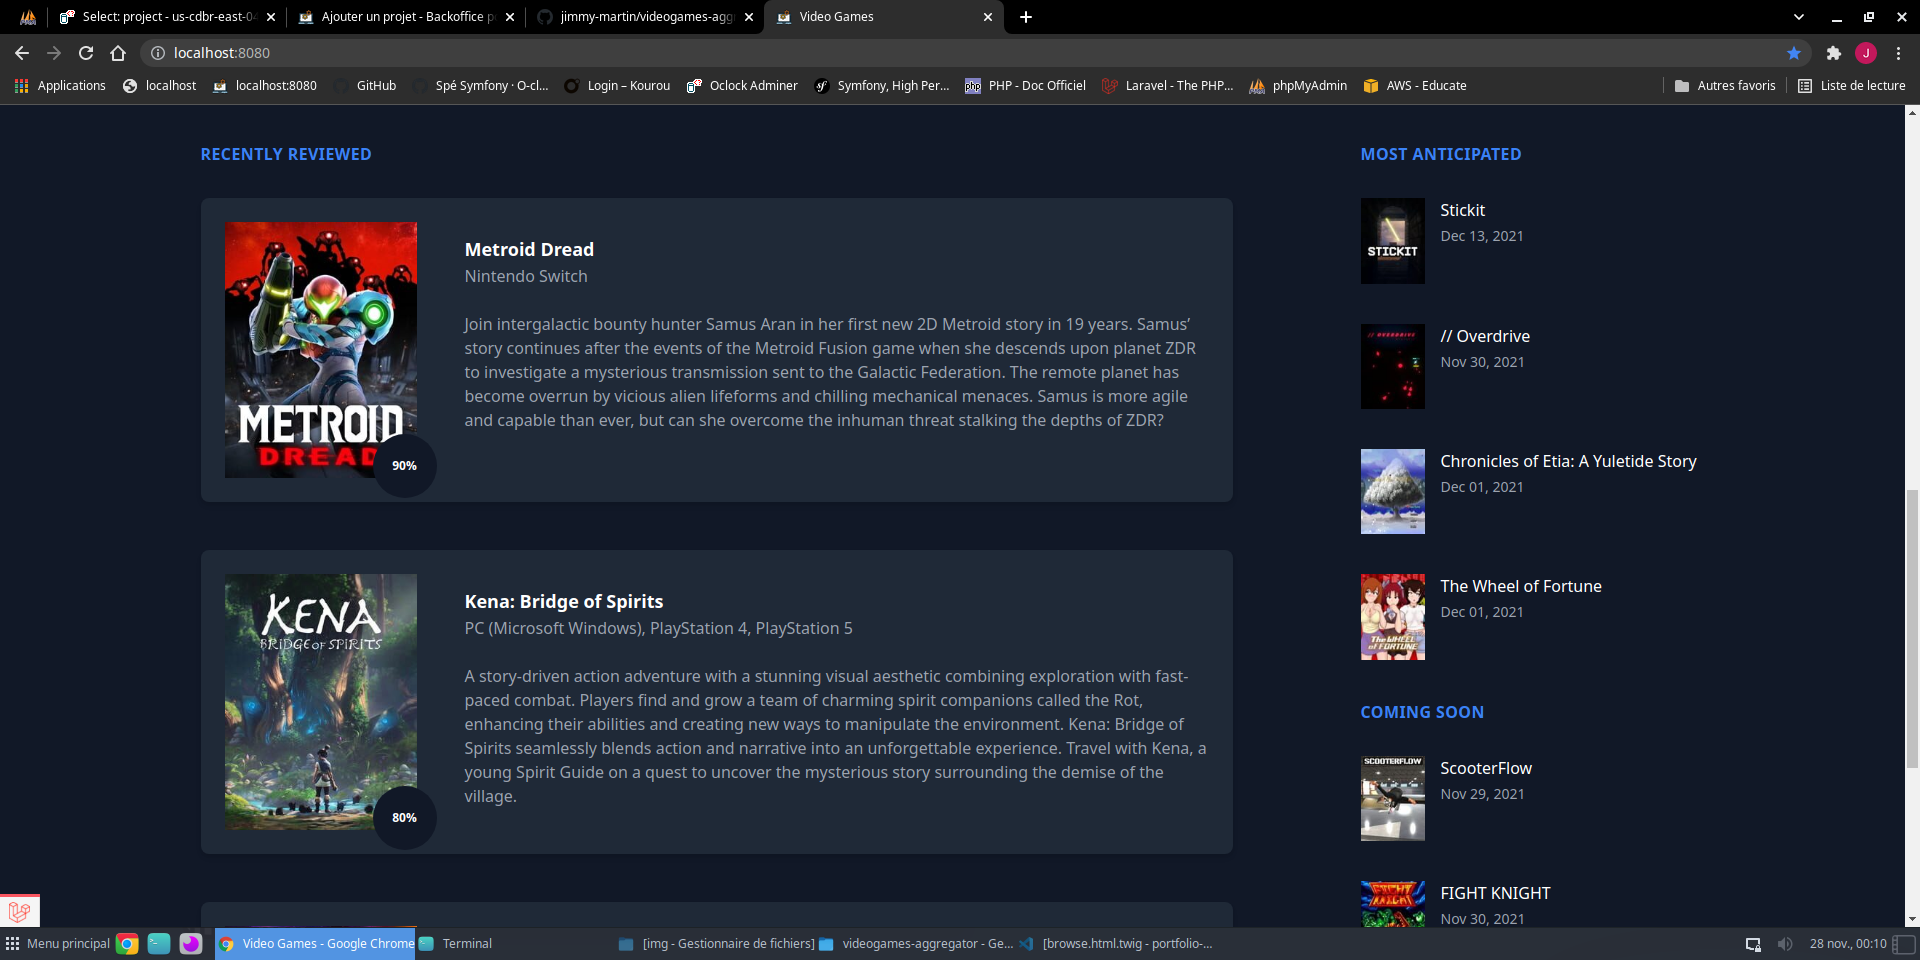 Select: project - us-cdbr-east-04
Ajouter un projet - Backoffice p
jimmy-martin/videogames-aggr
Video Games
localhost:8080
J
Applications
localhost
localhost:8080
GitHub
Spé Symfony · O-cl...
Login – Kourou
Oclock Adminer
Symfony, High Per...
php
PHP - Doc Officiel
Laravel - The PHP...
phpMyAdmin
AWS - Educate
Autres favoris
Liste de lecture
RECENTLY REVIEWED
METROID
DREAD
90%
Metroid Dread
Nintendo Switch
Join intergalactic bounty hunter Samus Aran in her first new 2D Metroid story in 19 years. Samus’
story continues after the events of the Metroid Fusion game when she descends upon planet ZDR
to investigate a mysterious transmission sent to the Galactic Federation. The remote planet has
become overrun by vicious alien lifeforms and chilling mechanical menaces. Samus is more agile
and capable than ever, but can she overcome the inhuman threat stalking the depths of ZDR?
KENA
BRIDGE OF SPIRITS
80%
Kena: Bridge of Spirits
PC (Microsoft Windows), PlayStation 4, PlayStation 5
A story-driven action adventure with a stunning visual aesthetic combining exploration with fast-
paced combat. Players find and grow a team of charming spirit companions called the Rot,
enhancing their abilities and creating new ways to manipulate the environment. Kena: Bridge of
Spirits seamlessly blends action and narrative into an unforgettable experience. Travel with Kena, a
young Spirit Guide on a quest to uncover the mysterious story surrounding the demise of the
village.
MOST ANTICIPATED
STICKIT
Stickit
Dec 13, 2021
// OVERDRIVE
// Overdrive
Nov 30, 2021
Chronicles of Etia: A Yuletide Story
Dec 01, 2021
The WHEEL
of FORTUNE
The Wheel of Fortune
Dec 01, 2021
COMING SOON
SCOOTERFLOW
ScooterFlow
Nov 29, 2021
FIGHT
KNIGHT
FIGHT KNIGHT
Nov 30, 2021
Menu principal
Video Games - Google Chrome
Terminal
[img - Gestionnaire de fichiers]
videogames-aggregator - Ge...
[browse.html.twig - portfolio-...
28 nov., 00:10